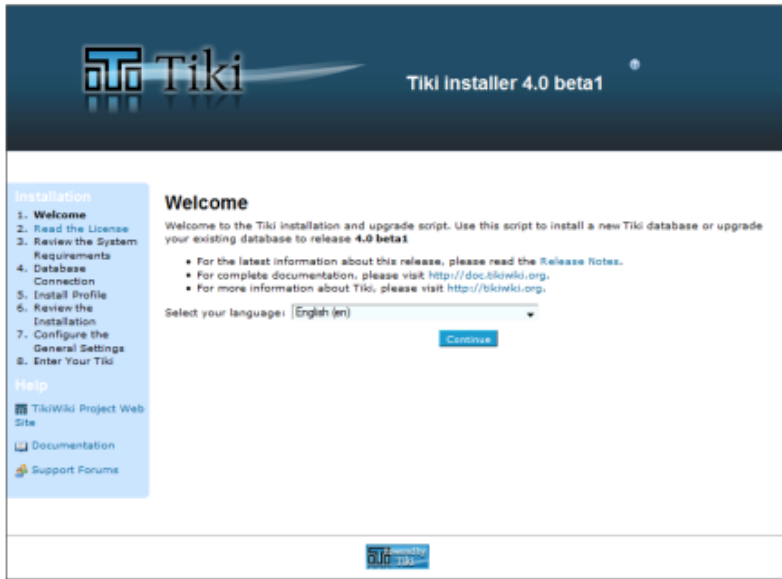 Tiki
Tiki installer 4.0 beta1
Installation
1. Welcome
2. Read the License
3. Review the System
Requirements
4. Database
Connection
5. Install Profile
6. Review the
Installation
7. Configure the
General Settings
8. Enter Your Tiki
Help
TikiWiki Project Web
Site
Documentation
Support Forums
Welcome
Welcome to the Tiki installation and upgrade script. Use this script to install a new Tiki database or upgrade
your existing database to release 4.0 beta1
• For the latest information about this release, please read the Release Notes.
• For complete documentation, please visit http://doc.tikiwiki.org.
• For more information about Tiki, please visit http://tikiwiki.org.
Select your language: English (en)
Continue
Powered by
Tiki